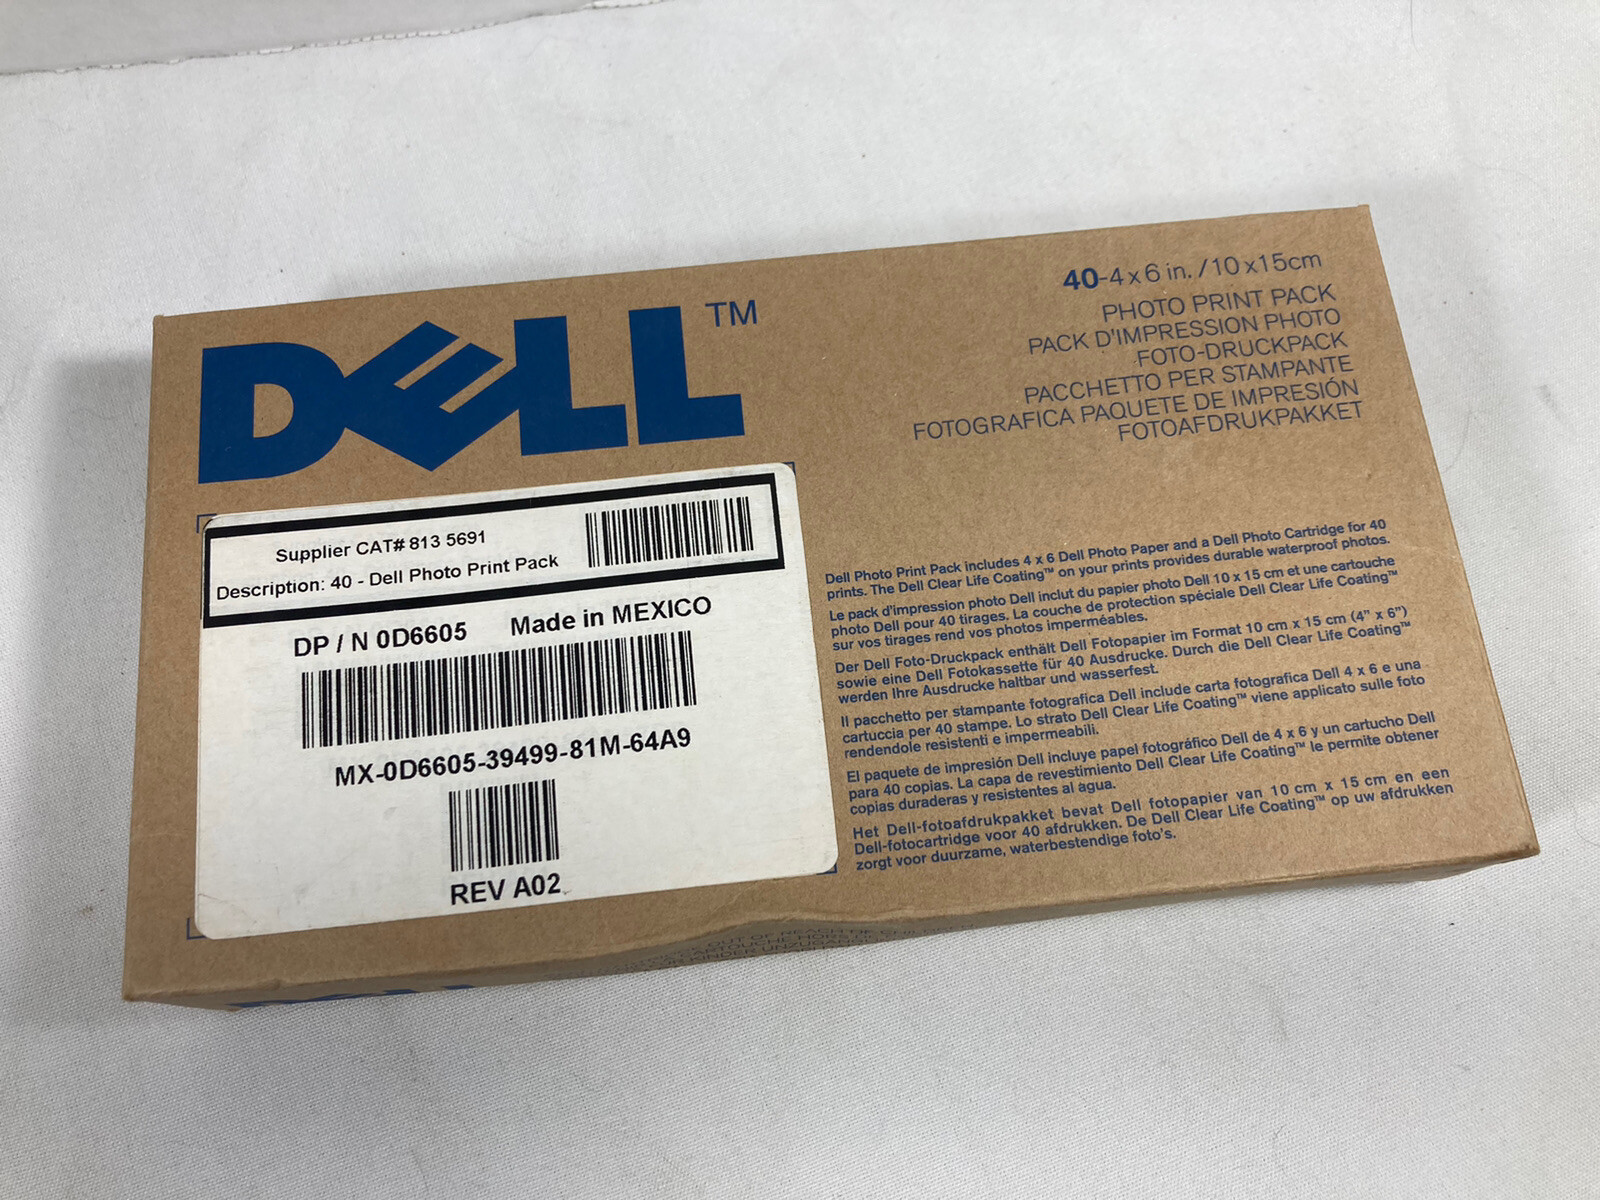 DELL™
40-4 x 6 in. / 10 x 15cm
PHOTO PRINT PACK
PACK D'IMPRESSION PHOTO
FOTO-DRUCKPACK
PACCHETTO PER STAMPANTE
FOTOGRAFICA PAQUETE DE IMPRESIÓN
FOTOAFDRUKPAKKET
Supplier CAT# 813 5691
Description: 40 - Dell Photo Print Pack
DP / N 0D6605 Made in MEXICO
MX-0D6605-39499-81M-64A9
REV A02
Dell Photo Print Pack includes 4 x 6 Dell Photo Paper and a Dell Photo Cartridge for 40
prints. The Dell Clear Life Coating™ on your prints provides durable waterproof photos.
Le pack d'impression photo Dell inclut du papier photo Dell 10 x 15 cm et une cartouche
photo Dell pour 40 tirages. La couche de protection spéciale Dell Clear Life Coating™
sur vos tirages rend vos photos imperméables.
Der Dell Foto-Druckpack enthält Dell Fotopapier im Format 10 cm x 15 cm (4" x 6")
sowie eine Dell Fotokassette für 40 Ausdrucke. Durch die Dell Clear Life Coating™
werden Ihre Ausdrucke haltbar und wasserfest.
Il pacchetto per stampante fotografica Dell include carta fotografica Dell 4 x 6 e una
cartuccia per 40 stampe. Lo strato Dell Clear Life Coating™ viene applicato sulle foto
rendendole resistenti e impermeabili.
El paquete de impresión Dell incluye papel fotográfico Dell de 4 x 6 y un cartucho Dell
para 40 copias. La capa de revestimiento Dell Clear Life Coating™ le permite obtener
copias duraderas y resistentes al agua.
Het Dell-fotoafdrukpakket bevat Dell fotopapier van 10 cm x 15 cm en een
Dell-fotocartridge voor 40 afdrukken. De Dell Clear Life Coating™ op uw afdrukken
zorgt voor duurzame, waterbestendige foto's.
OUT OF REACH OF CHILDREN
CARTOUCHE HORS DE
KINDER
DELL